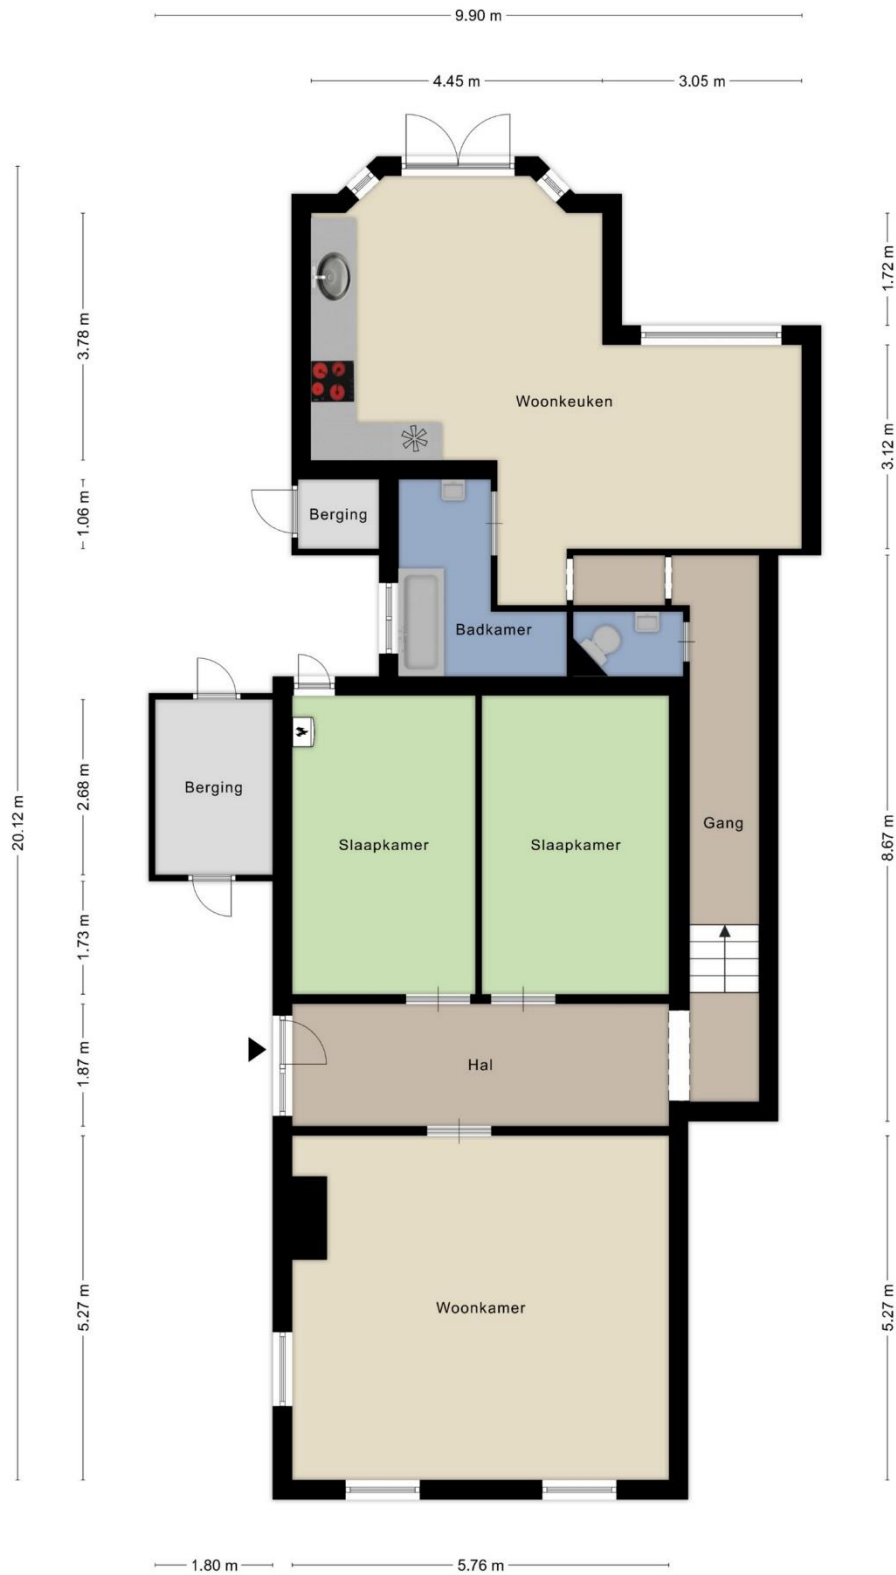 9.90 m
4.45 m
3.05 m
1.72 m
3.78 m
Woonkeuken
3.12 m
1.06 m
Berging
Badkamer
2.68 m
Berging
20.12 m
Gang
8.67 m
Slaapkamer
Slaapkamer
1.73 m
1.87 m
Hal
5.27 m
Woonkamer
5.27 m
1.80 m
5.76 m